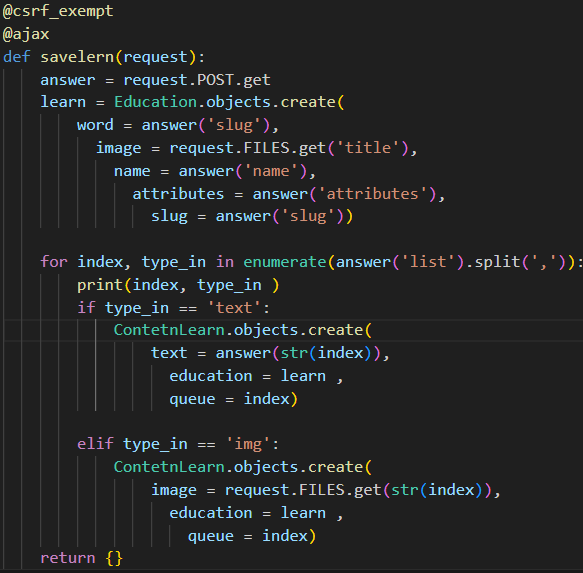 @csrf_exempt
@ajax
def savelern(request):
answer = request.POST.get
learn = Education.objects.create(
word = answer('slug'),
image = request.FILES.get('title'),
name = answer('name'),
attributes = answer('attributes'),
slug = answer('slug'))
for index, type_in in enumerate(answer('list').split(',')):
print(index, type_in )
if type_in == 'text':
ContetnLearn.objects.create(
text = answer(str(index)),
education = learn ,
queue = index)
elif type_in == 'img':
ContetnLearn.objects.create(
image = request.FILES.get(str(index)),
education = learn ,
queue = index)
return {}